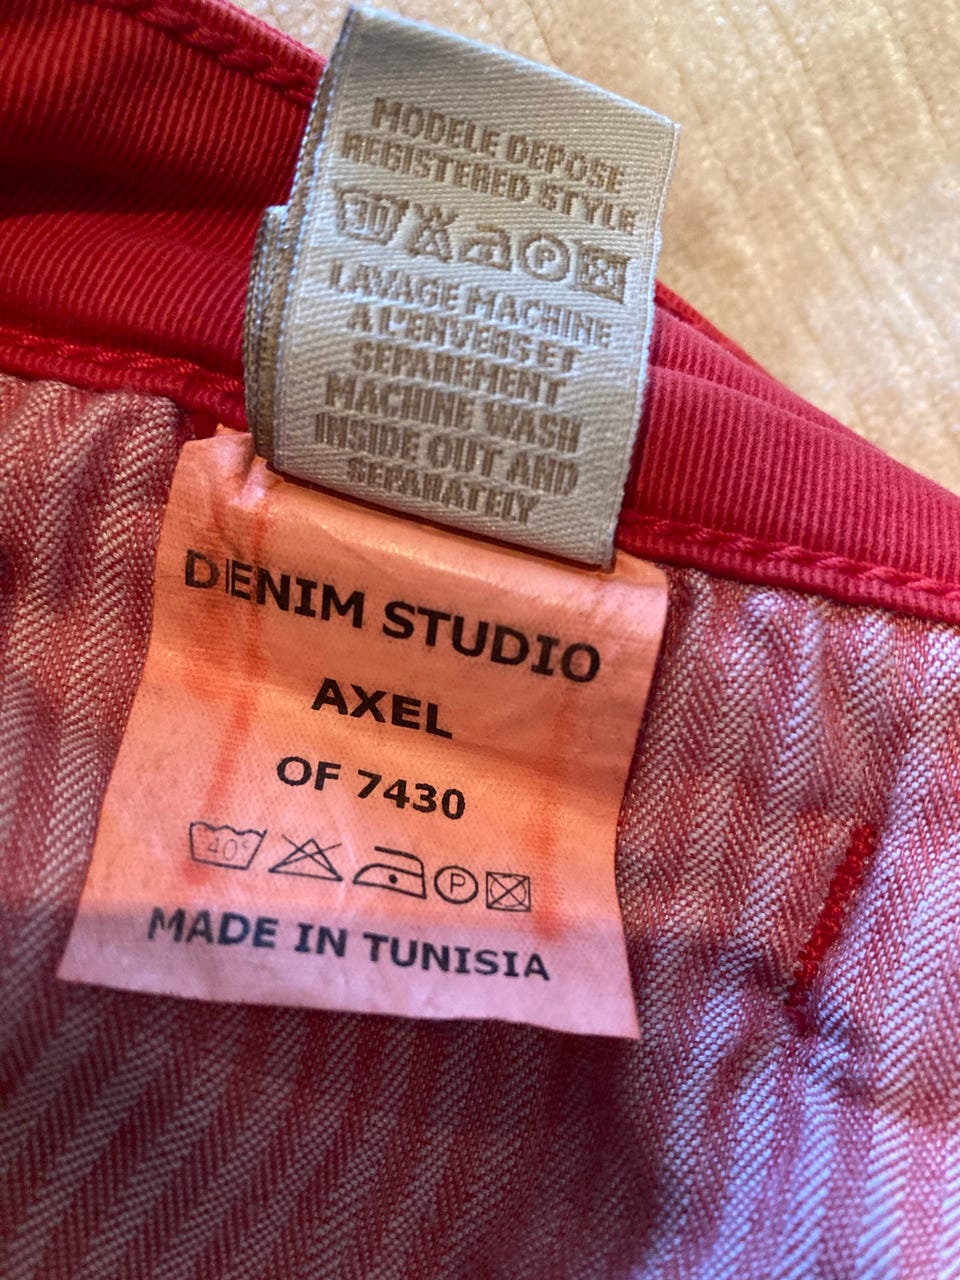 MODELE DEPOSE
REGISTERED STYLE
30 P
LAVAGE MACHINE
A L'ENVERS ET
SEPAREMENT
MACHINE WASH
INSIDE OUT AND
SEPARATELY
DENIM STUDIO
AXEL
OF 7430
40° P
MADE IN TUNISIA